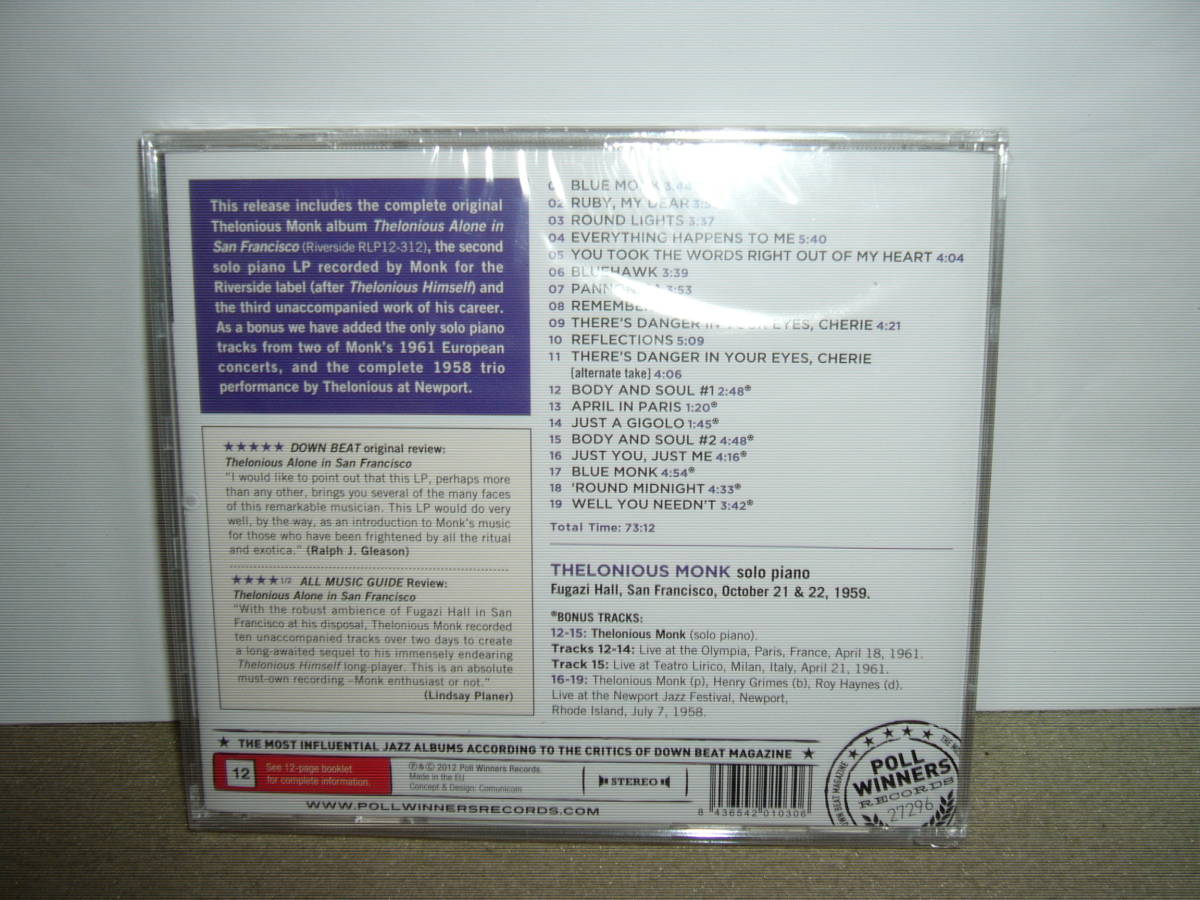 This release includes the complete original
Thelonious Monk album Thelonious Alone in
San Francisco (Riverside RLP12-312), the second
solo piano LP recorded by Monk for the
Riverside label (after Thelonious Himself) and
the third unaccompanied work of his career.
As a bonus we have added the only solo piano
tracks from two of Monk's 1961 European
concerts, and the complete 1958 trio
performance by Thelonious at Newport.
★★★★★ DOWN BEAT original review:
Thelonious Alone in San Francisco
"I would like to point out that this LP, perhaps more
than any other, brings you several of the many faces
of this remarkable musician. This LP would do very
well, by the way, as an introduction to Monk's music
for those who have been frightened by all the ritual
and exotica." (Ralph J. Gleason)
★★★★1/2 ALL MUSIC GUIDE Review:
Thelonious Alone in San Francisco
"With the robust ambience of Fugazi Hall in San
Francisco at his disposal, Thelonious Monk recorded
ten unaccompanied tracks over two days to create
a long-awaited sequel to his immensely endearing
Thelonious Himself long-player. This is an absolute
must-own recording –Monk enthusiast or not."
(Lindsay Planer)
BLUE MONK 3:44
02 RUBY, MY DEAR
03 ROUND LIGHTS 3:37
04 EVERYTHING HAPPENS TO ME 5:40
05 YOU TOOK THE WORDS RIGHT OUT OF MY HEART 4:04
06 BLUEHAWK 3:39
07 PANNONICA 3:53
08 REMEMBER
09 THERE'S DANGER IN YOUR EYES, CHERIE 4:21
10 REFLECTIONS 5:09
11 THERE'S DANGER IN YOUR EYES, CHERIE
[alternate take] 4:06
12 BODY AND SOUL #1 2:48*
13 APRIL IN PARIS 1:20*
14 JUST A GIGOLO 1:45*
15 BODY AND SOUL #2 4:48*
16 JUST YOU, JUST ME 4:16*
17 BLUE MONK 4:54*
18 'ROUND MIDNIGHT 4:33*
19 WELL YOU NEEDN'T 3:42*
Total Time: 73:12
THELONIOUS MONK solo piano
Fugazi Hall, San Francisco, October 21 & 22, 1959.
*BONUS TRACKS:
12-15: Thelonious Monk (solo piano).
Tracks 12-14: Live at the Olympia, Paris, France, April 18, 1961.
Track 15: Live at Teatro Lirico, Milan, Italy, April 21, 1961.
16-19: Thelonious Monk (p), Henry Grimes (b), Roy Haynes (d).
Live at the Newport Jazz Festival, Newport,
Rhode Island, July 7, 1958.
★ THE MOST INFLUENTIAL JAZZ ALBUMS ACCORDING TO THE CRITICS OF DOWN BEAT MAGAZINE ★
12
See 12-page booklet
for complete information.
℗&© 2012 Poll Winners Records.
Made in the EU
Concept & Design: Comunicom
STEREO
8 436542 010306
WWW.POLLWINNERSRECORDS.COM
POLL
WINNERS
RECORDS
27296
BEAT MAGAZINE ★★★★★ THE